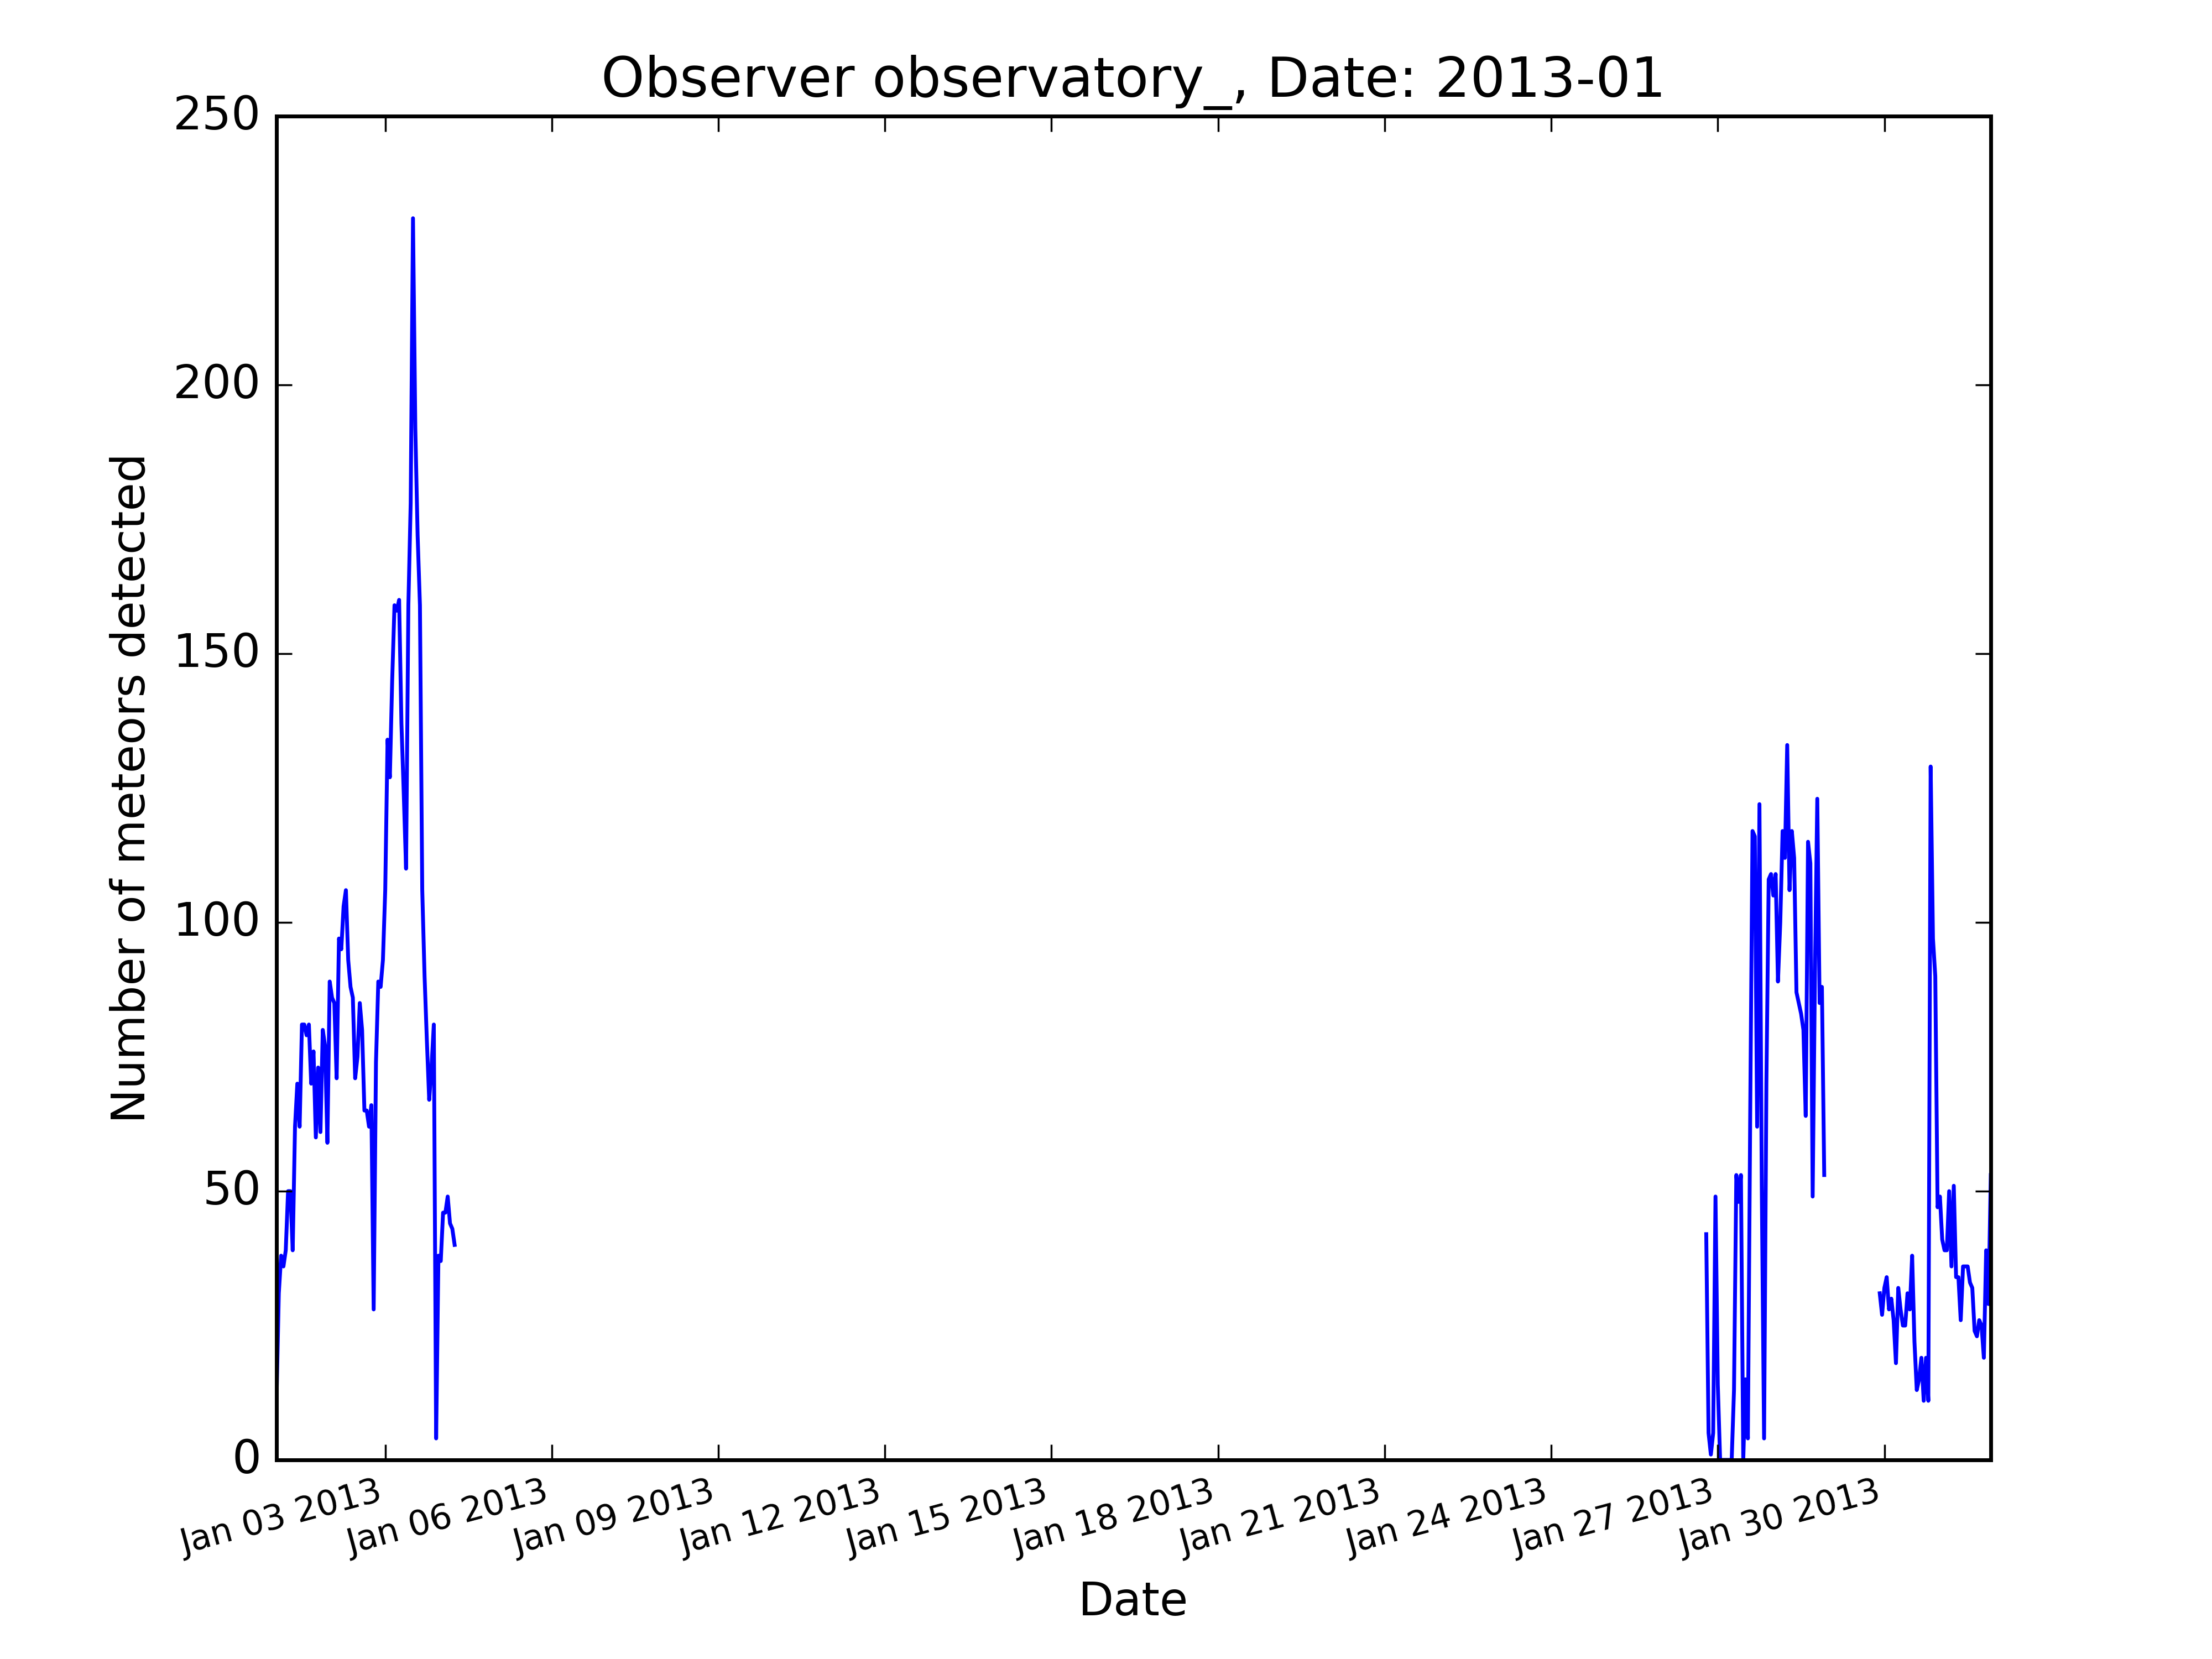 Observer observatory_, Date: 2013-01
250
200
150
100
50
0
Number of meteors detected
Jan 03 2013
Jan 06 2013
Jan 09 2013
Jan 12 2013
Jan 15 2013
Jan 18 2013
Jan 21 2013
Jan 24 2013
Jan 27 2013
Jan 30 2013
Date